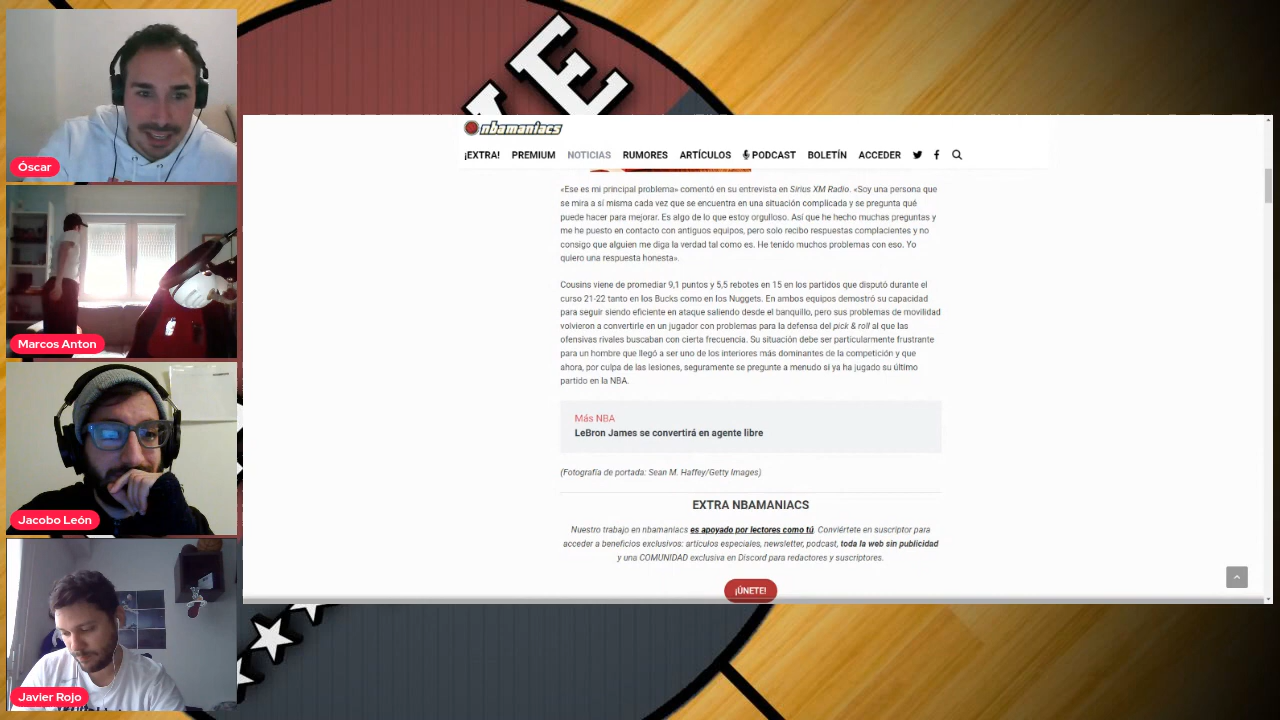 Óscar
Marcos Anton
Jacobo León
Javier Rojo
nbamaniacs
¡EXTRA! PREMIUM NOTICIAS RUMORES ARTÍCULOS PODCAST BOLETÍN ACCEDER
«Ese es mi principal problema» comentó en su entrevista en Sirius XM Radio. «Soy una persona que
se mira a sí misma cada vez que se encuentra en una situación complicada y se pregunta qué
puede hacer para mejorar. Es algo de lo que estoy orgulloso. Así que he hecho muchas preguntas y
me he puesto en contacto con antiguos equipos, pero solo recibo respuestas complacientes y no
consigo que alguien me diga la verdad tal como es. He tenido muchos problemas con eso. Yo
quiero una respuesta honesta».
Cousins viene de promediar 9,1 puntos y 5,5 rebotes en 15 en los partidos que disputó durante el
curso 21-22 tanto en los Bucks como en los Nuggets. En ambos equipos demostró su capacidad
para seguir siendo eficiente en ataque saliendo desde el banquillo, pero sus problemas de movilidad
volvieron a convertirle en un jugador con problemas para la defensa del pick & roll al que las
ofensivas rivales buscaban con cierta frecuencia. Su situación debe ser particularmente frustrante
para un hombre que llegó a ser uno de los interiores más dominantes de la competición y que
ahora, por culpa de las lesiones, seguramente se pregunte a menudo si ya ha jugado su último
partido en la NBA.
Más NBA
LeBron James se convertirá en agente libre
(Fotografía de portada: Sean M. Haffey/Getty Images)
EXTRA NBAMANIACS
Nuestro trabajo en nbamaniacs es apoyado por lectores como tú. Conviértete en suscriptor para
acceder a beneficios exclusivos: artículos especiales, newsletter, podcast, toda la web sin publicidad
y una COMUNIDAD exclusiva en Discord para redactores y suscriptores.
¡ÚNETE!